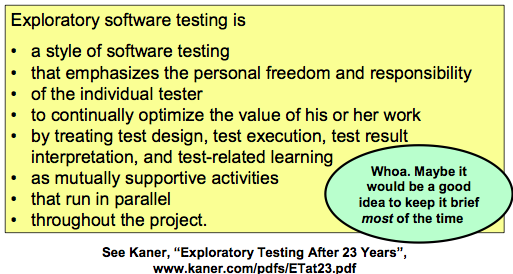 Exploratory software testing is
• a style of software testing
• that emphasizes the personal freedom and responsibility
• of the individual tester
• to continually optimize the value of his or her work
• by treating test design, test execution, test result
interpretation, and test-related learning
• as mutually supportive activities
• that run in parallel
• throughout the project.
Whoa. Maybe it
would be a good
idea to keep it brief
most of the time
See Kaner, “Exploratory Testing After 23 Years”,
www.kaner.com/pdfs/ETat23.pdf